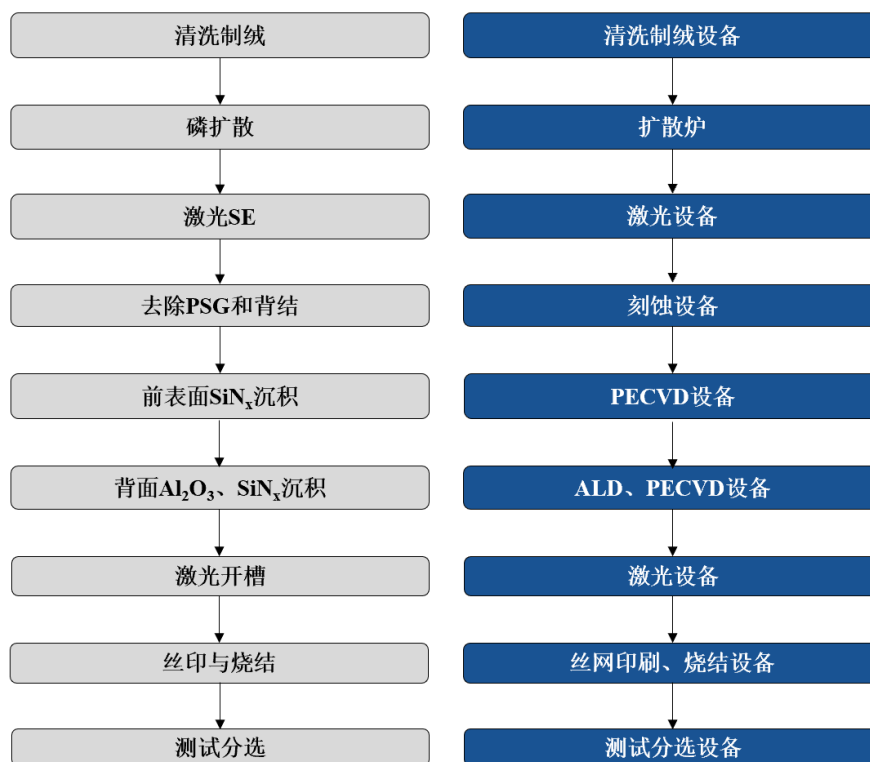 清洗制绒
清洗制绒设备
磷扩散
扩散炉
激光SE
激光设备
去除PSG和背结
刻蚀设备
前表面SiNx沉积
PECVD设备
背面Al2O3、SiNx沉积
ALD、PECVD设备
激光开槽
激光设备
丝印与烧结
丝网印刷、烧结设备
测试分选
测试分选设备